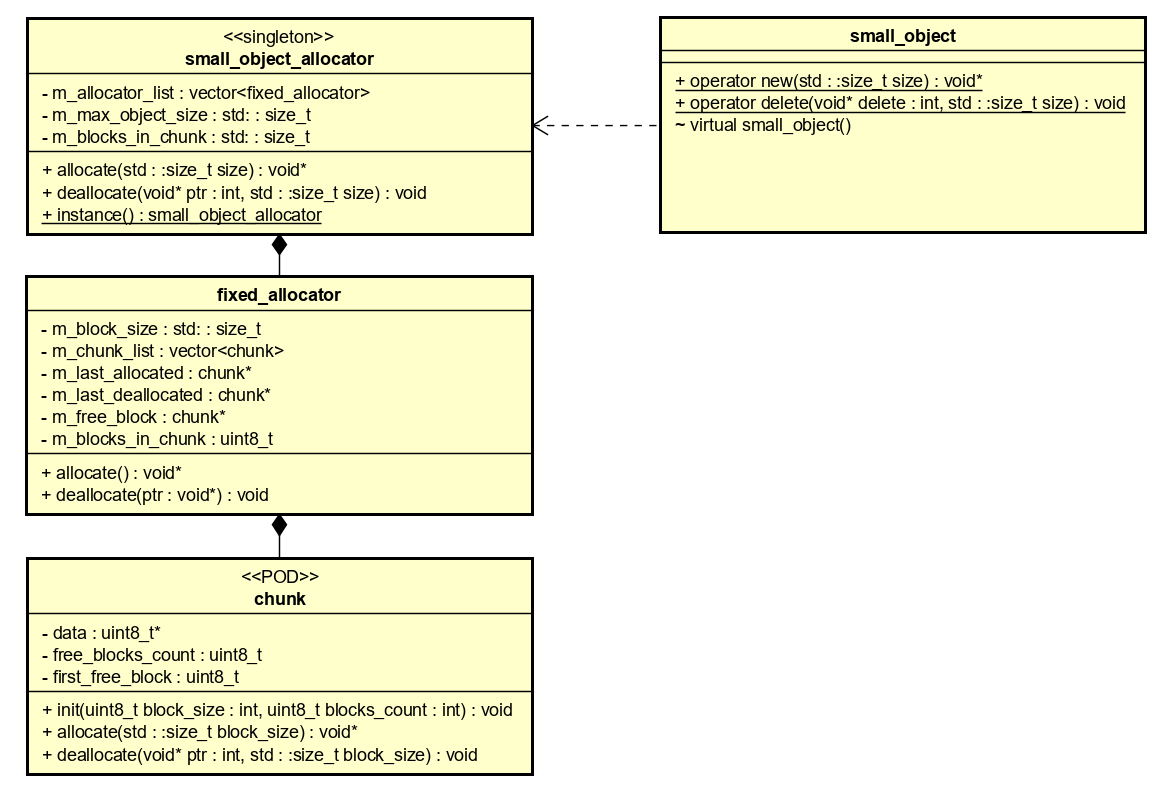 <<singleton>>
small_object_allocator
- m_allocator_list : vector<fixed_allocator>
- m_max_object_size : std: : size_t
- m_blocks_in_chunk : std: : size_t
+ allocate(std : :size_t size) : void*
+ deallocate(void* ptr : int, std : :size_t size) : void
+ instance() : small_object_allocator
small_object
+ operator new(std : :size_t size) : void*
+ operator delete(void* delete : int, std : :size_t size) : void
~ virtual small_object()
fixed_allocator
- m_block_size : std: : size_t
- m_chunk_list : vector<chunk>
- m_last_allocated : chunk*
- m_last_deallocated : chunk*
- m_free_block : chunk*
- m_blocks_in_chunk : uint8_t
+ allocate() : void*
+ deallocate(ptr : void*) : void
<<POD>>
chunk
- data : uint8_t*
- free_blocks_count : uint8_t
- first_free_block : uint8_t
+ init(uint8_t block_size : int, uint8_t blocks_count : int) : void
+ allocate(std : :size_t block_size) : void*
+ deallocate(void* ptr : int, std : :size_t block_size) : void